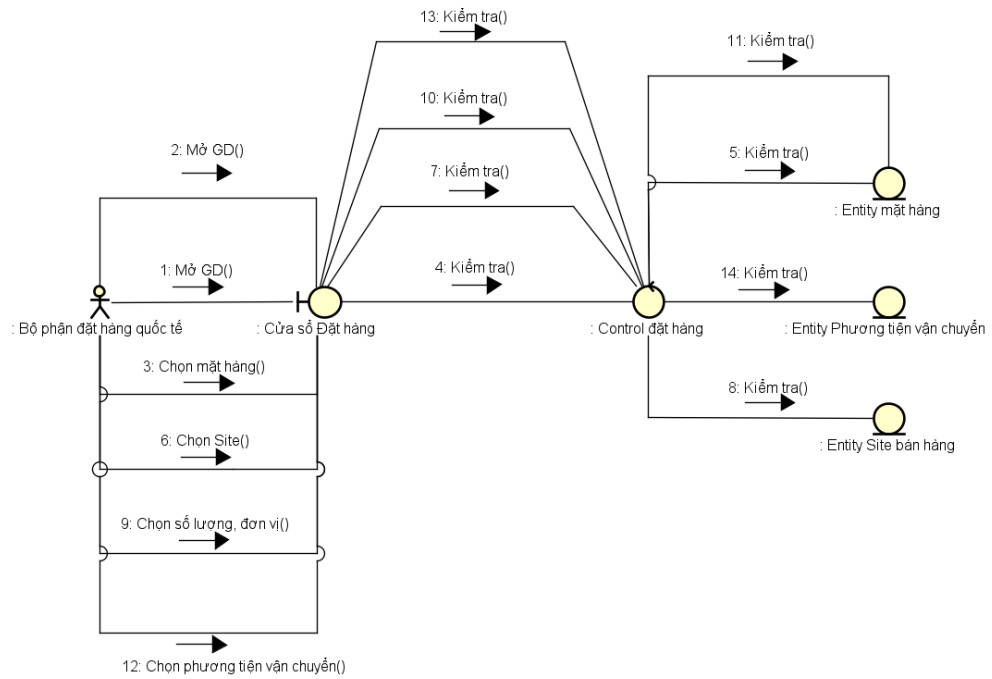 13: Kiểm tra()
11: Kiểm tra()
10: Kiểm tra()
2: Mở GD()
5: Kiểm tra()
7: Kiểm tra()
: Entity mặt hàng
1: Mở GD()
4: Kiểm tra()
14: Kiểm tra()
: Bộ phận đặt hàng quốc tế
: Cửa sổ Đặt hàng
: Control đặt hàng
: Entity Phương tiện vận chuyển
3: Chọn mặt hàng()
8: Kiểm tra()
6: Chọn Site()
: Entity Site bán hàng
9: Chọn số lượng, đơn vị()
12: Chọn phương tiện vận chuyển()